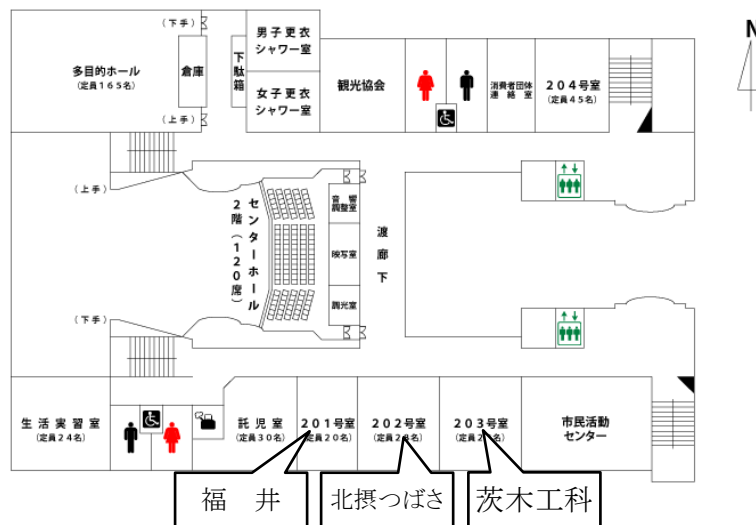 (下手)
男子更衣
シャワー室
多目的ホール
(定員165名)
倉庫
下駄箱
女子更衣
シャワー室
観光協会
消費者団体
連絡室
204号室
(定員45名)
N
(上手)
(上手)
センターホール
2階(120席)
音響
調整室
映写室
調光室
渡廊下
(下手)
生活実習室
(定員24名)
託児室
(定員30名)
201号室
(定員20名)
202号室
(定員2
203号室
(定員2
市民活動
センター
福井
北摂つばさ
茨木工科